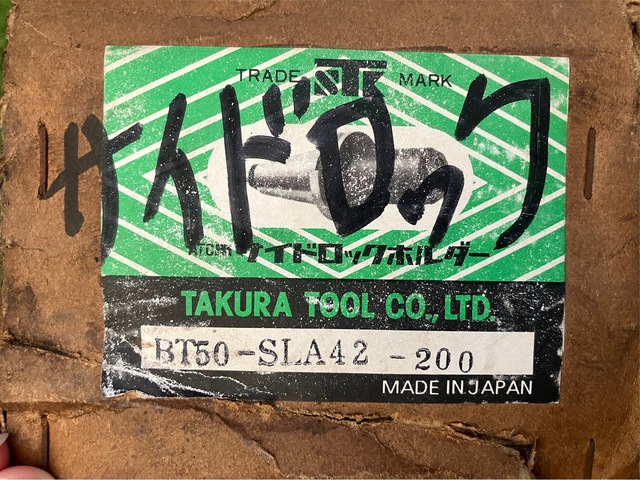 TRADE STK MARK
サイドロック
サイドロックホルダー
TAKURA TOOL CO., LTD.
BT50-SLA42-200
MADE IN JAPAN